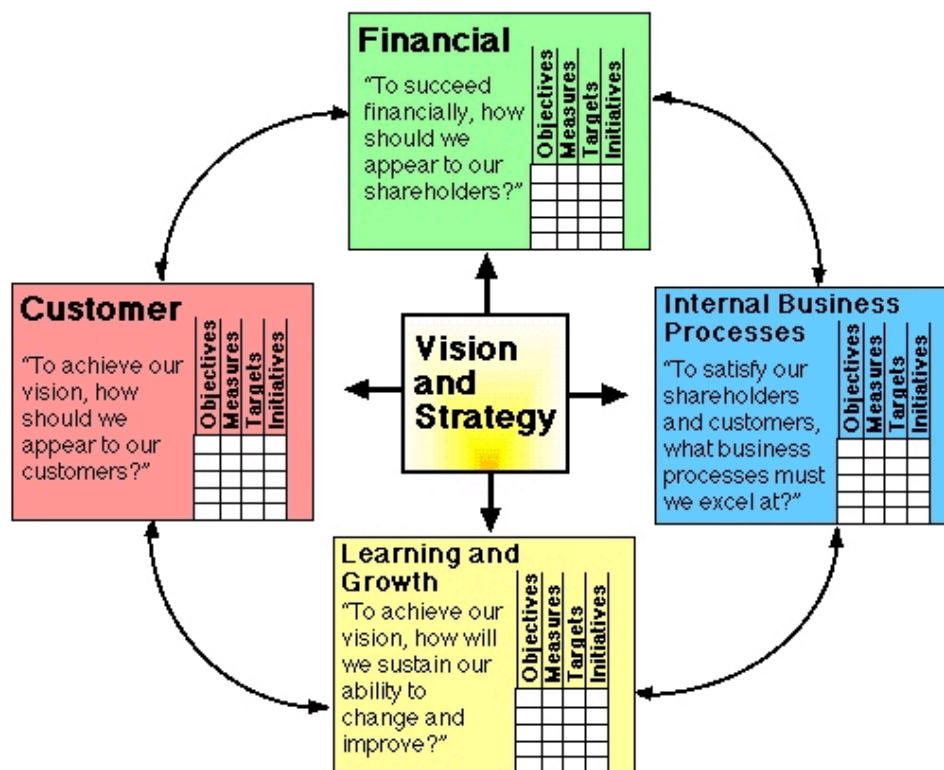 Financial
“To succeed
financially, how
should we
appear to our
shareholders?”
Objectives
Measures
Targets
Initiatives
Customer
“To achieve our
vision, how
should we
appear to our
customers?”
Objectives
Measures
Targets
Initiatives
Vision
and
Strategy
Internal Business
Processes
“To satisfy our
shareholders
and customers,
what business
processes must
we excel at?”
Objectives
Measures
Targets
Initiatives
Learning and
Growth
“To achieve our
vision, how will
we sustain our
ability to
change and
improve?”
Objectives
Measures
Targets
Initiatives